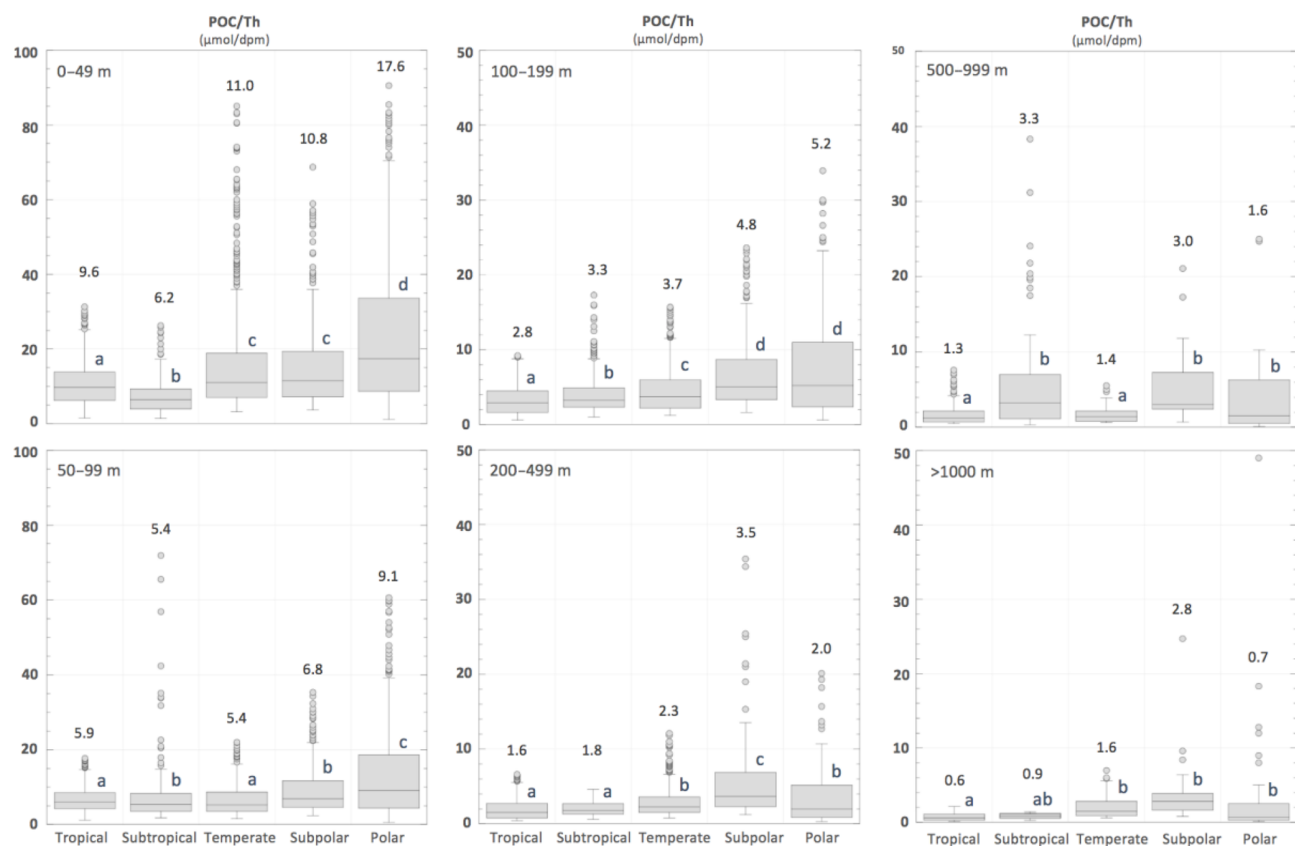 POC/Th
(µmol/dpm)
0–49 m
100
80
60
40
20
0
9.6
6.2
11.0
10.8
17.6
a
b
c
c
d
POC/Th
(µmol/dpm)
100–199 m
50
40
30
20
10
0
2.8
3.3
3.7
4.8
5.2
a
b
c
d
d
POC/Th
(µmol/dpm)
500–999 m
50
40
30
20
10
0
1.3
3.3
1.4
3.0
1.6
a
b
a
b
b
50–99 m
100
80
60
40
20
0
5.9
5.4
5.4
6.8
9.1
a
b
a
b
c
Tropical Subtropical Temperate Subpolar Polar
200–499 m
50
40
30
20
10
0
1.6
1.8
2.3
3.5
2.0
a
a
b
c
b
Tropical Subtropical Temperate Subpolar Polar
>1000 m
50
40
30
20
10
0
0.6
0.9
1.6
2.8
0.7
a
ab
b
b
b
Tropical Subtropical Temperate Subpolar Polar